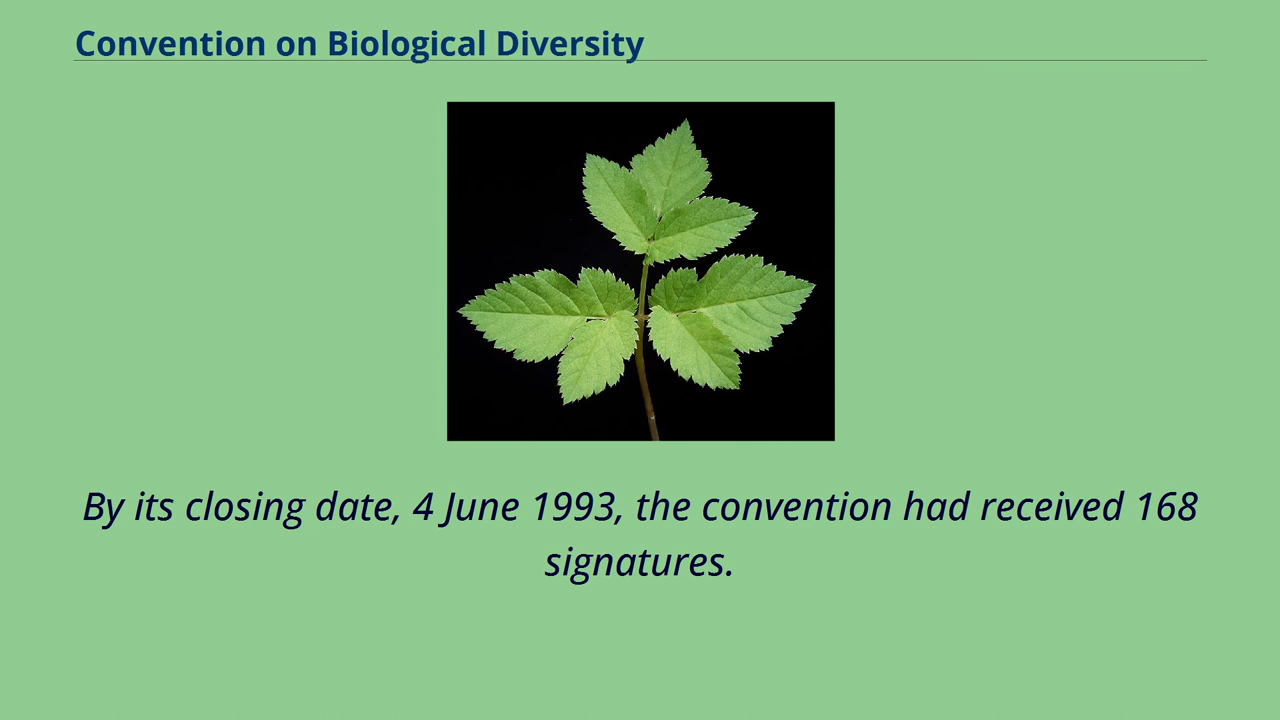 Convention on Biological Diversity
By its closing date, 4 June 1993, the convention had received 168
signatures.